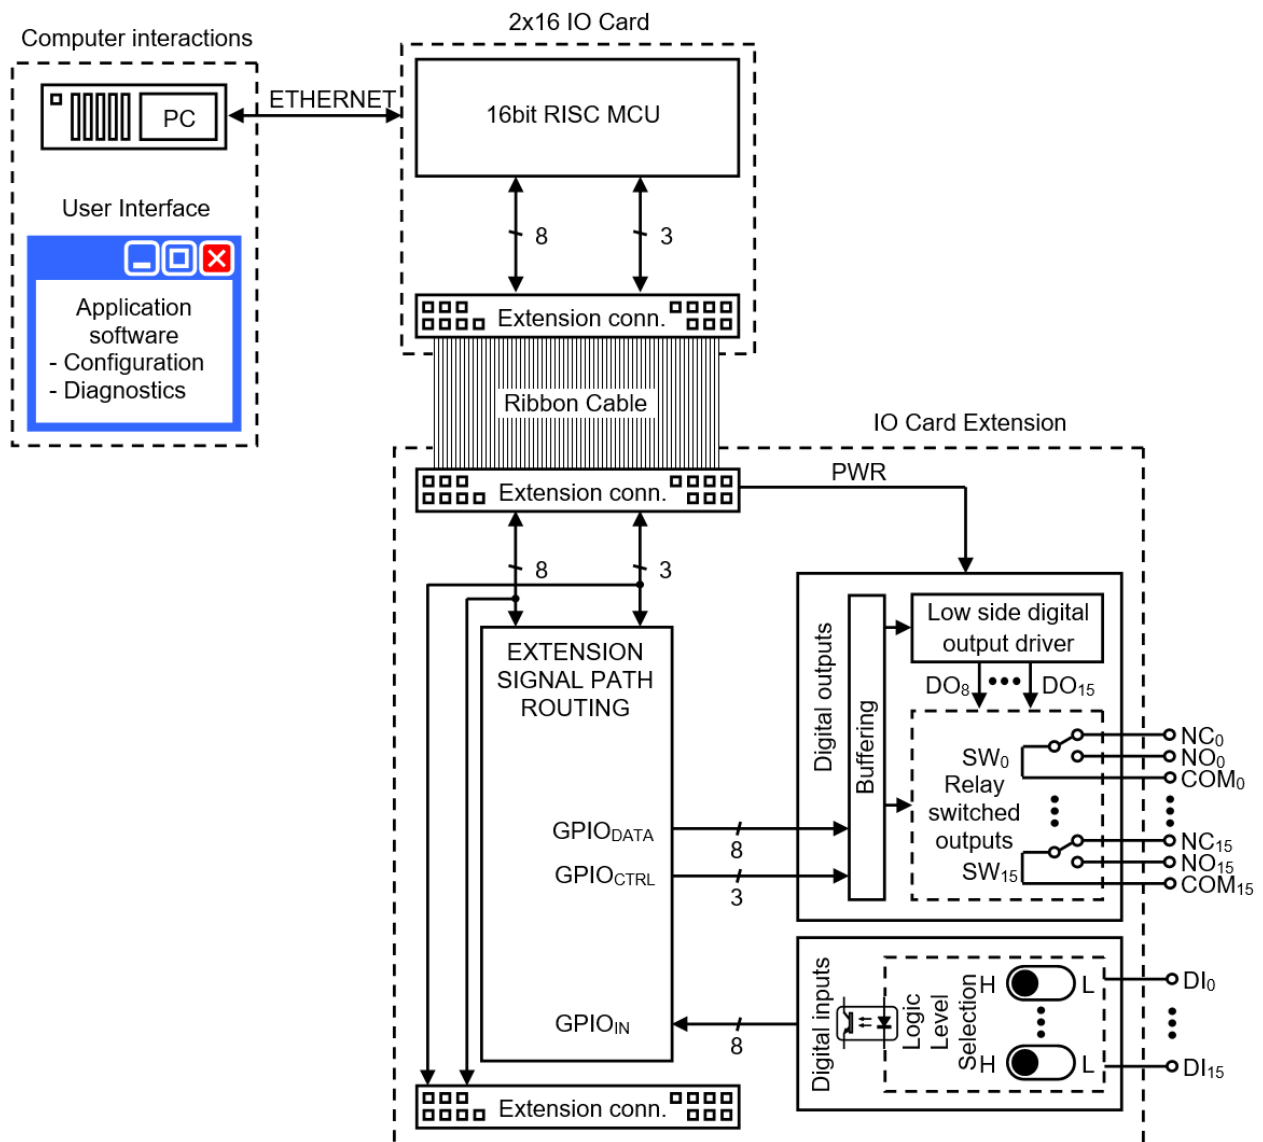 2x16 IO Card
Computer interactions
PC
ETHERNET
16bit RISC MCU
8
3
User Interface
Application
software
- Configuration
- Diagnostics
Extension conn.
Ribbon Cable
IO Card Extension
Extension conn.
PWR
8
3
EXTENSION
SIGNAL PATH
ROUTING
GPIODATA
8
GPIOCTRL
3
GPIOIN
8
Digital outputs
Buffering
Low side digital
output driver
DO8
DO15
SW0
Relay
switched
outputs
SW15
NC0
NO0
COM0
NC15
NO15
COM15
Digital inputs
Logic
Level
Selection
H
L
H
L
DI0
DI15
Extension conn.